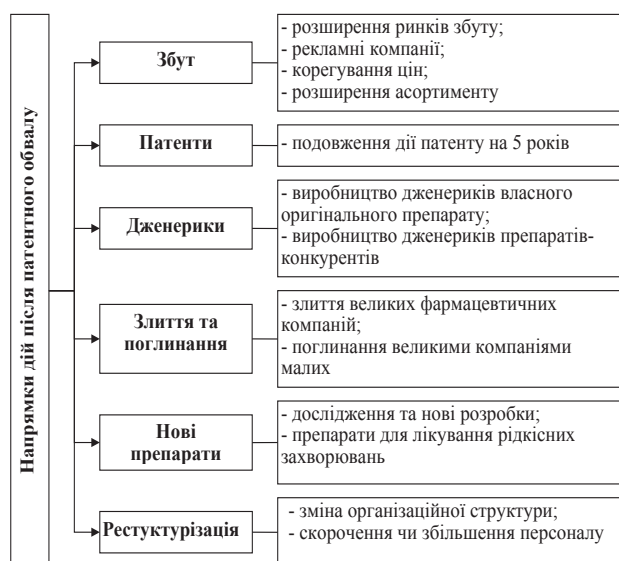 Напрямки дій після патентного обвалу
Збут
- розширення ринків збуту;
- рекламні компанії;
- корегування цін;
- розширення асортименту
Патенти
- подовження дії патенту на 5 років
Дженерики
- виробництво дженериків власного
оригінального препарату;
- виробництво дженериків препаратів-
конкурентів
Злиття та
поглинання
- злиття великих фармацевтичних
компаній;
- поглинання великими компаніями
малих
Нові
препарати
- дослідження та нові розробки;
- препарати для лікування рідкісних
захворювань
Рестуктурізація
- зміна організаційної структури;
- скорочення чи збільшення персоналу